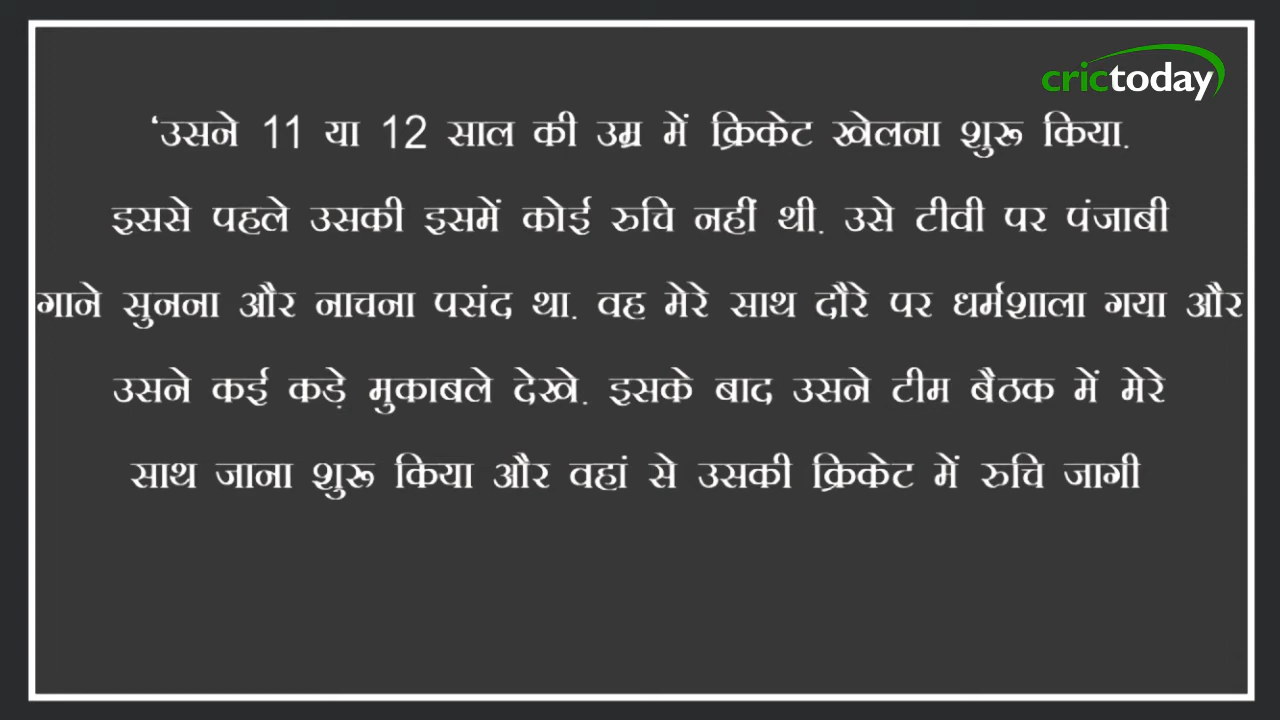 crictoday
‘उसने 11 या 12 साल की उम्र में क्रिकेट खेलना शुरू किया.
इससे पहले उसकी इसमें कोई रुचि नहीं थी. उसे टीवी पर पंजाबी
गाने सुनना और नाचना पसंद था. वह मेरे साथ दौरे पर धर्मशाला गया और
उसने कई कड़े मुकाबले देखे. इसके बाद उसने टीम बैठक में मेरे
साथ जाना शुरू किया और वहां से उसकी क्रिकेट में रुचि जागी